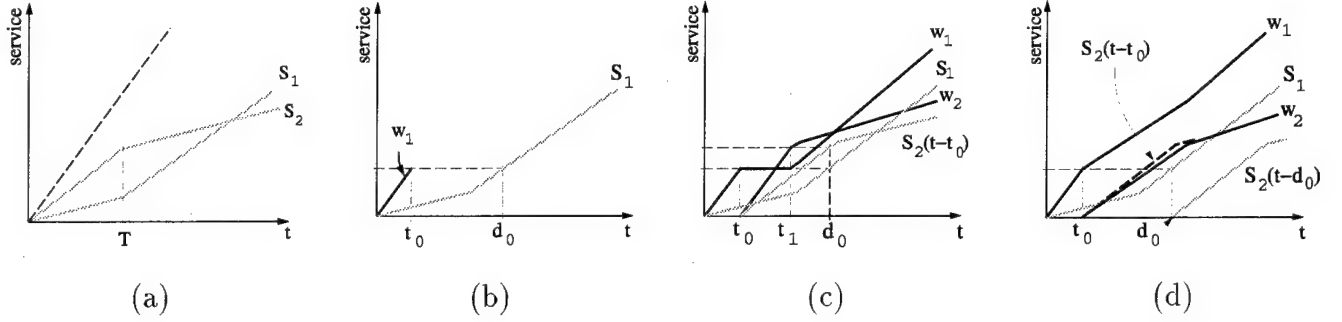 service
S₁
S₂
T
t
(a)
service
w₁
S₁
t₀
d₀
t
(b)
service
w₁
S₁
w₂
S₂(t−t₀)
t₀
t₁
d₀
t
(c)
service
S₂(t−t₀)
w₁
S₁
w₂
S₂(t−d₀)
t₀
d₀
t
(d)